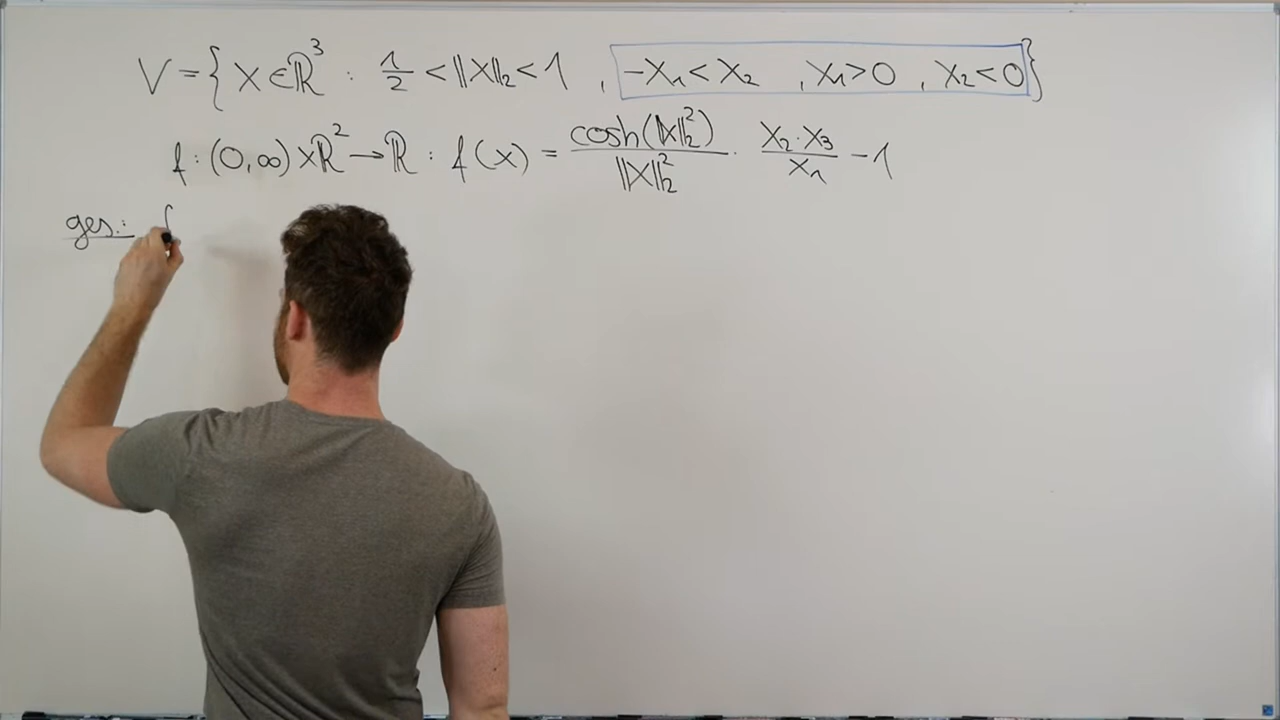 V = { X ∈ ℝ³ : 1/2 < ||X||₂ < 1 , -X₁ < X₂ , X₁ > 0 , X₂ < 0 }
f : (0,∞) x ℝ² → ℝ : f(x) = cosh(||X||₂²) / ||X||₂² · X₂·X₃ / X₁ - 1
ges.: ∫